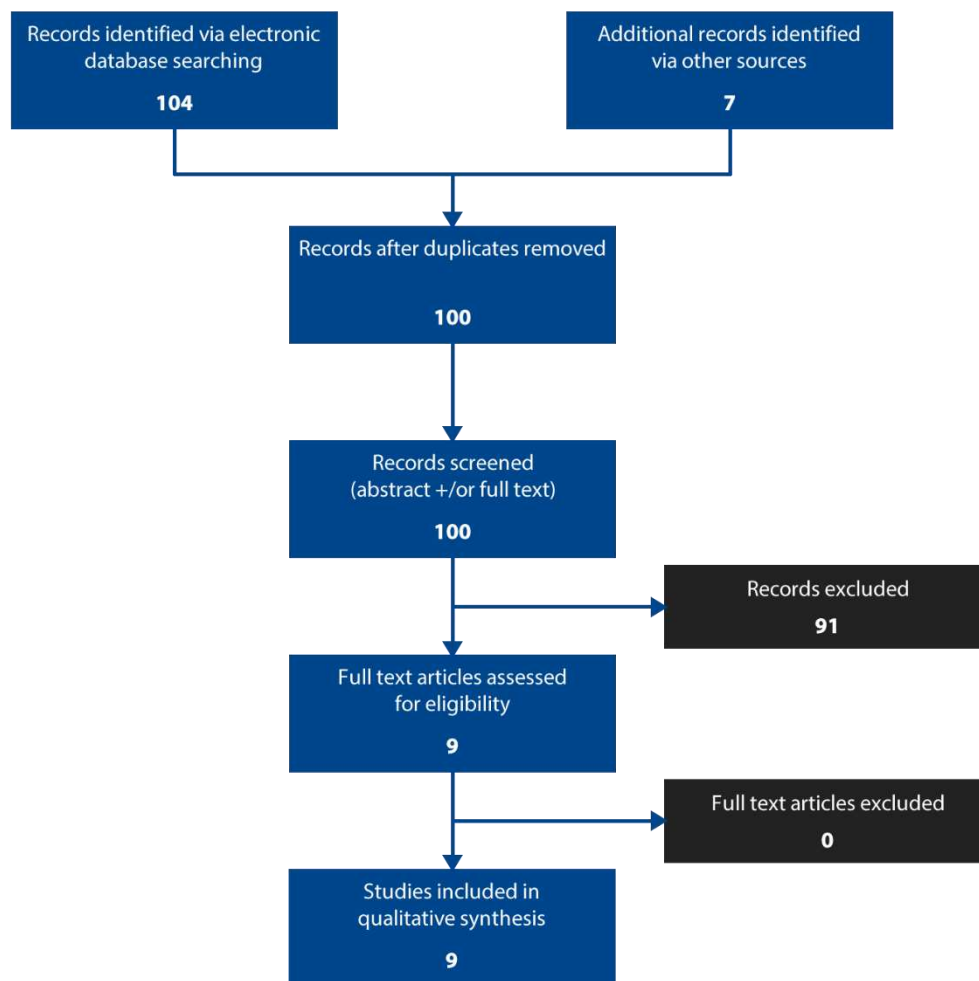 Records identified via electronic
database searching
104
Additional records identified
via other sources
7
Records after duplicates removed
100
Records screened
(abstract +/or full text)
100
Records excluded
91
Full text articles assessed
for eligibility
9
Full text articles excluded
0
Studies included in
qualitative synthesis
9